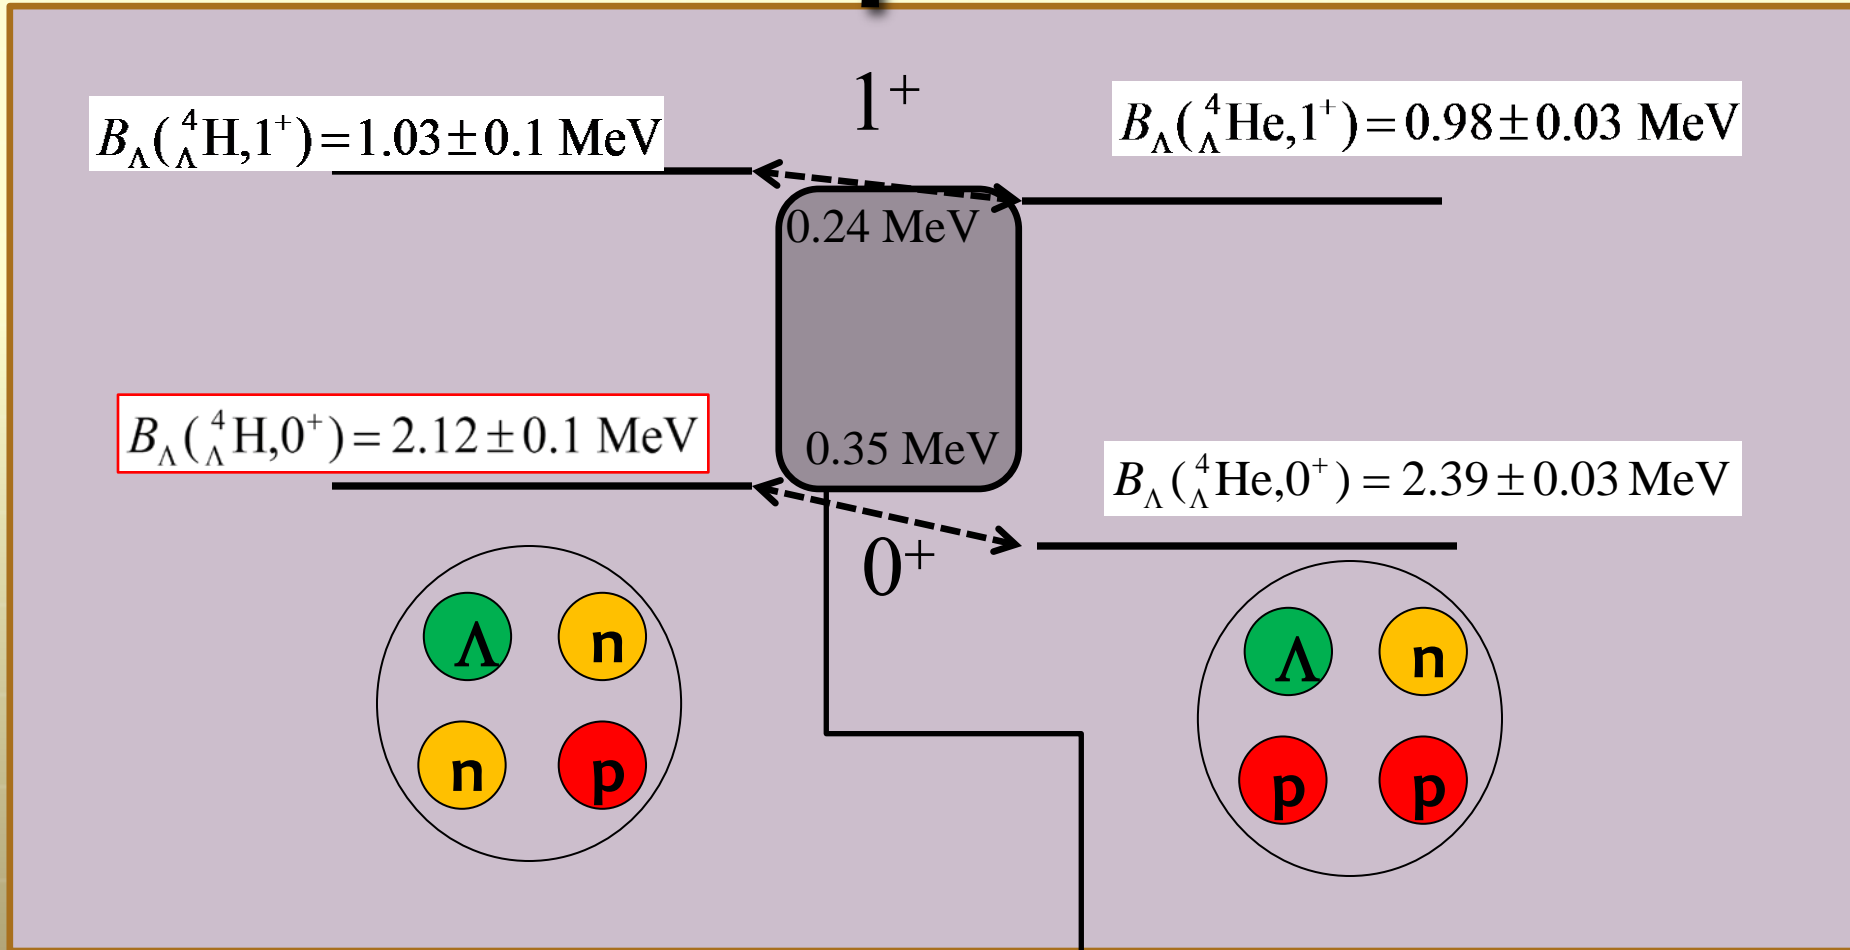 1⁺
B_Λ(⁴_ΛH,1⁺)=1.03±0.1 MeV
B_Λ(⁴_ΛHe,1⁺)=0.98±0.03 MeV
0.24 MeV
0.35 MeV
B_Λ(⁴_ΛH,0⁺)=2.12±0.1 MeV
B_Λ(⁴_ΛHe,0⁺)=2.39±0.03 MeV
0⁺
Λ n
n p
Λ n
p p